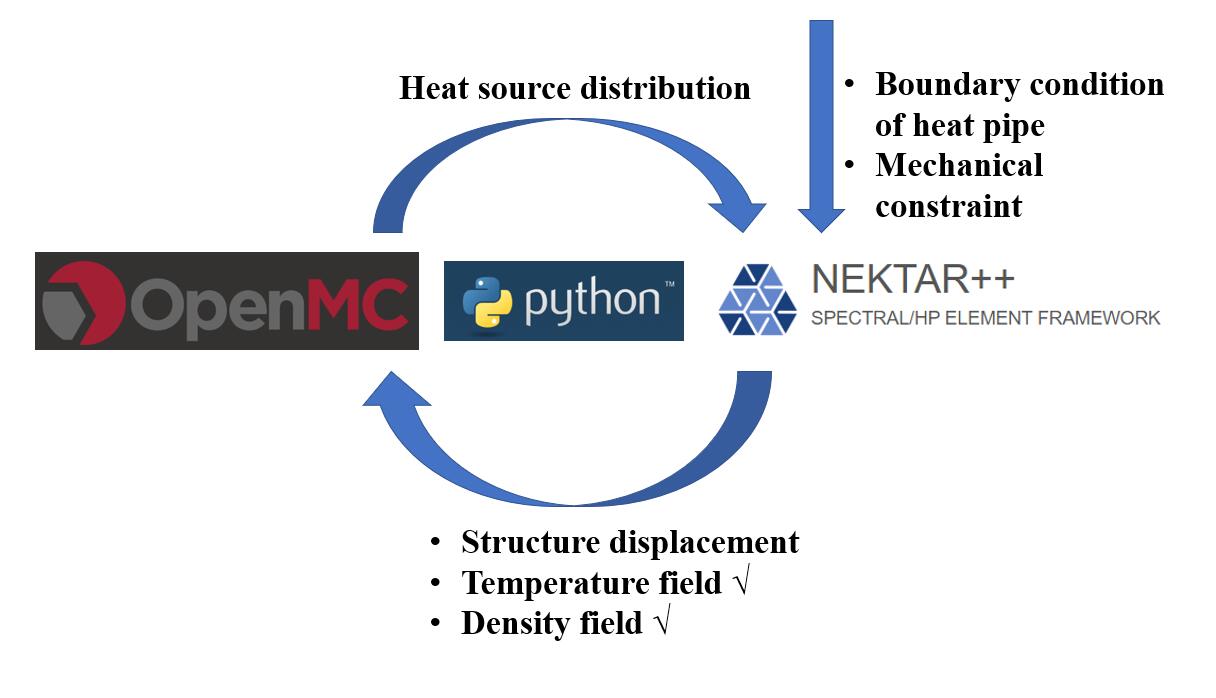 Heat source distribution
• Boundary condition
of heat pipe
• Mechanical
constraint
OpenMC
python™
NEKTAR++
SPECTRAL/HP ELEMENT FRAMEWORK
• Structure displacement
• Temperature field √
• Density field √